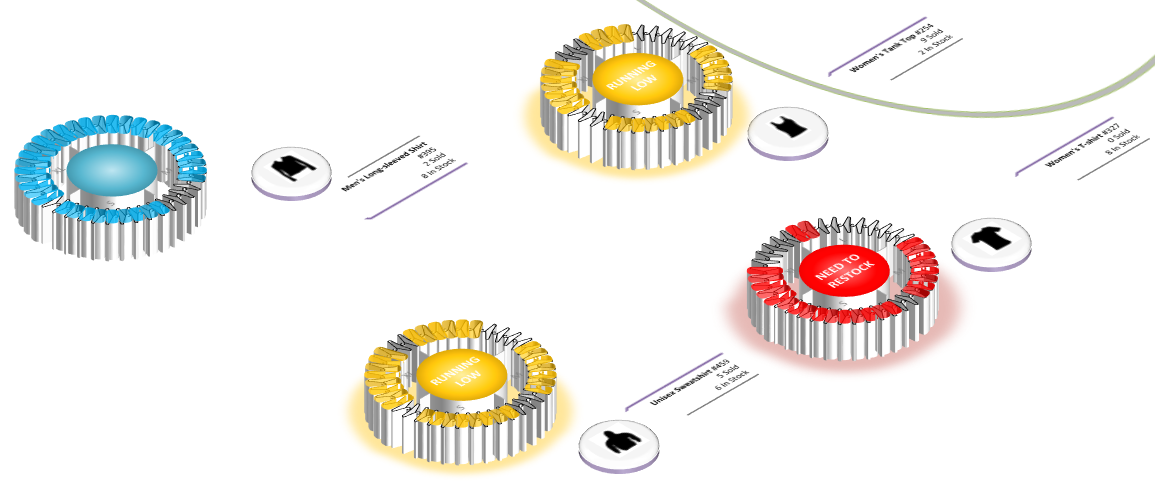 Men's Long-sleeved Shirt
#395
2 Sold
8 In Stock
RUNNING
LOW
Women's Tank Top #254
9 Sold
2 In Stock
NEED TO
RESTOCK
Women's T-shirt #327
0 Sold
8 In Stock
RUNNING
LOW
Unisex Sweatshirt #459
5 Sold
6 In Stock